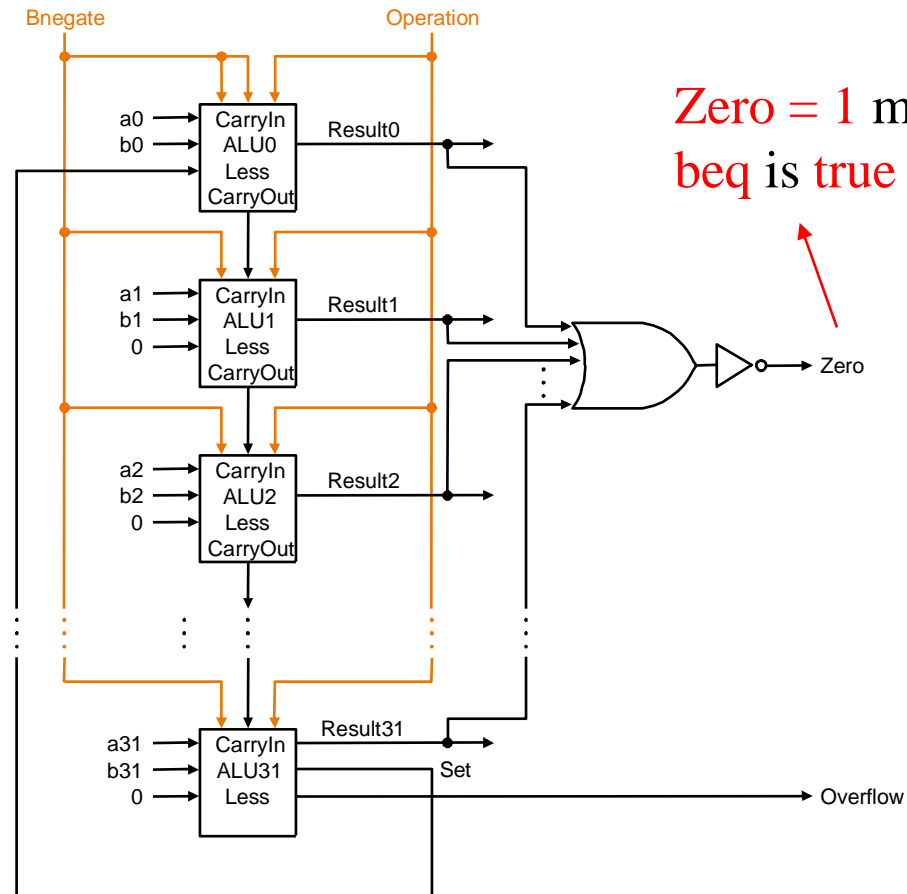 Bnegate
Operation
Zero = 1 m
beq is true
a0
b0
CarryIn
ALU0
Less
CarryOut
Result0
a1
b1
0
CarryIn
ALU1
Less
CarryOut
Result1
Zero
a2
b2
0
CarryIn
ALU2
Less
CarryOut
Result2
a31
b31
0
CarryIn
ALU31
Less
Result31
Set
Overflow